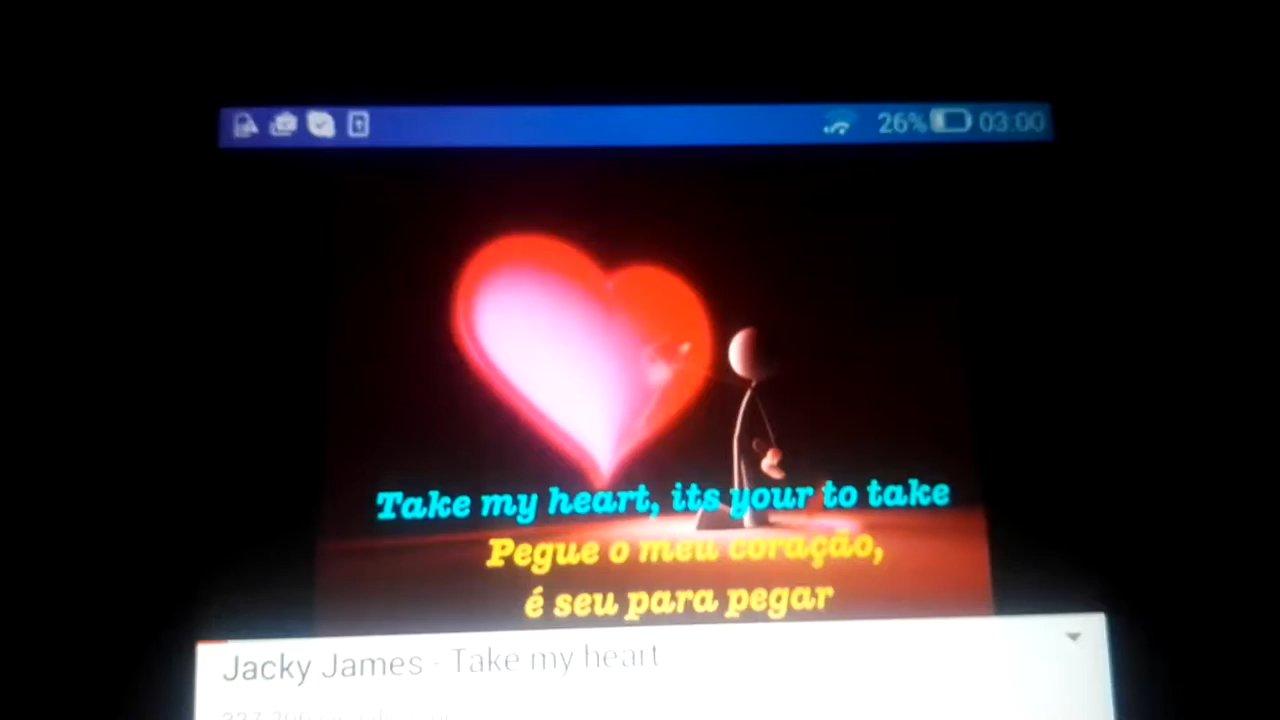 26% 03:00
Take my heart, its your to take
Pegue o meu coração,
é seu para pegar
Jacky James - Take my heart